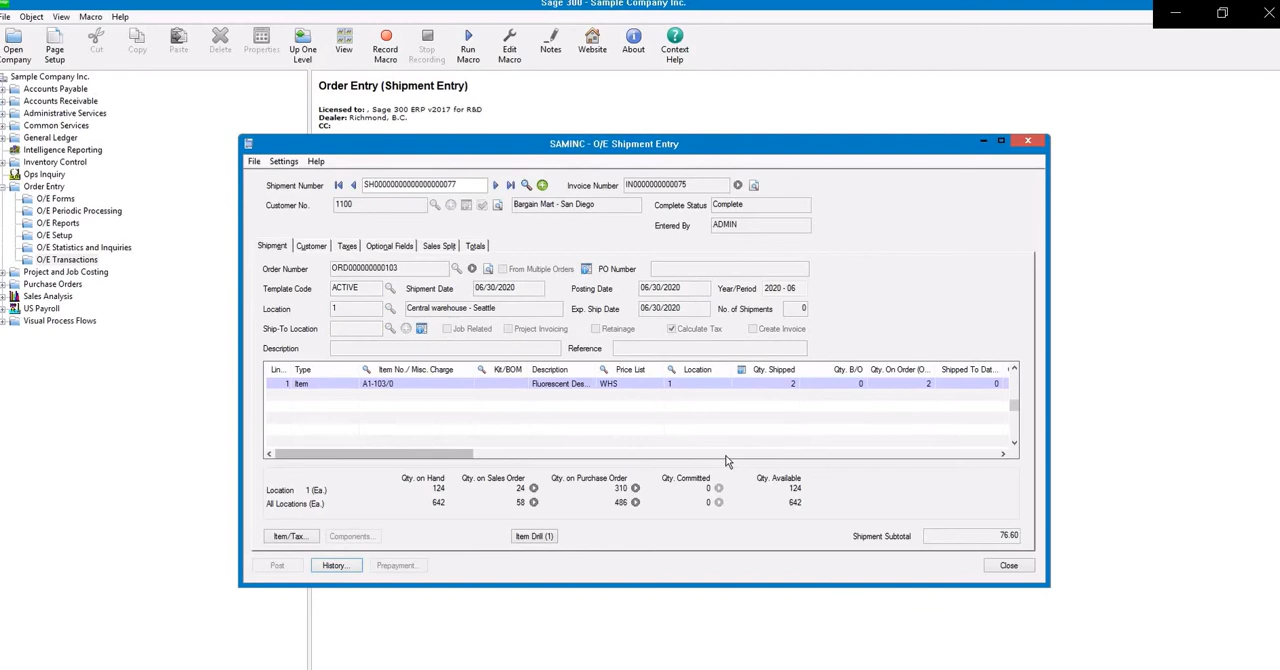 Sage 300 - Sample Company Inc.
File Object View Macro Help
Open Company
Page Setup
Cut
Copy
Paste
Delete
Properties
Up One Level
View
Record Macro
Stop Recording
Run Macro
Edit Macro
Notes
Website
About
Context Help
Sample Company Inc.
Accounts Payable
Accounts Receivable
Administrative Services
Common Services
General Ledger
Intelligence Reporting
Inventory Control
Ops Inquiry
Order Entry
O/E Forms
O/E Periodic Processing
O/E Reports
O/E Setup
O/E Statistics and Inquiries
O/E Transactions
Project and Job Costing
Purchase Orders
Sales Analysis
US Payroll
Visual Process Flows
Order Entry (Shipment Entry)
Licensed to: , Sage 300 ERP v2017 for R&D
Dealer: Richmond, B.C.
CC:
SAMINC - O/E Shipment Entry
File Settings Help
Shipment Number SH00000000000000000077 Invoice Number IN0000000000075
Customer No. 1100 Bargain Mart - San Diego Complete Status Complete
Entered By ADMIN
Shipment Customer Taxes Optional Fields Sales Split Totals
Order Number ORD000000000103 From Multiple Orders PO Number
Template Code ACTIVE Shipment Date 06/30/2020 Posting Date 06/30/2020 Year/Period 2020 - 06
Location 1 Central warehouse - Seattle Exp. Ship Date 06/30/2020 No. of Shipments 0
Ship-To Location Job Related Project Invoicing Retainage Calculate Tax Create Invoice
Description Reference
Lin... Type Item No./ Misc. Charge Kit/BOM Description Price List Location Qty. Shipped Qty. B/O Qty. On Order (O... Shipped To Dat...
1 Item A1-103/0 Fluorescent Des... WHS 1 2 0 2 0
Qty. on Hand Qty. on Sales Order Qty. on Purchase Order Qty. Committed Qty. Available
Location 1 (Ea.) 124 24 310 0 124
All Locations (Ea.) 642 58 486 0 642
Item/Tax... Components... Item Drill (1) Shipment Subtotal 76.60
Post History... Prepayment... Close